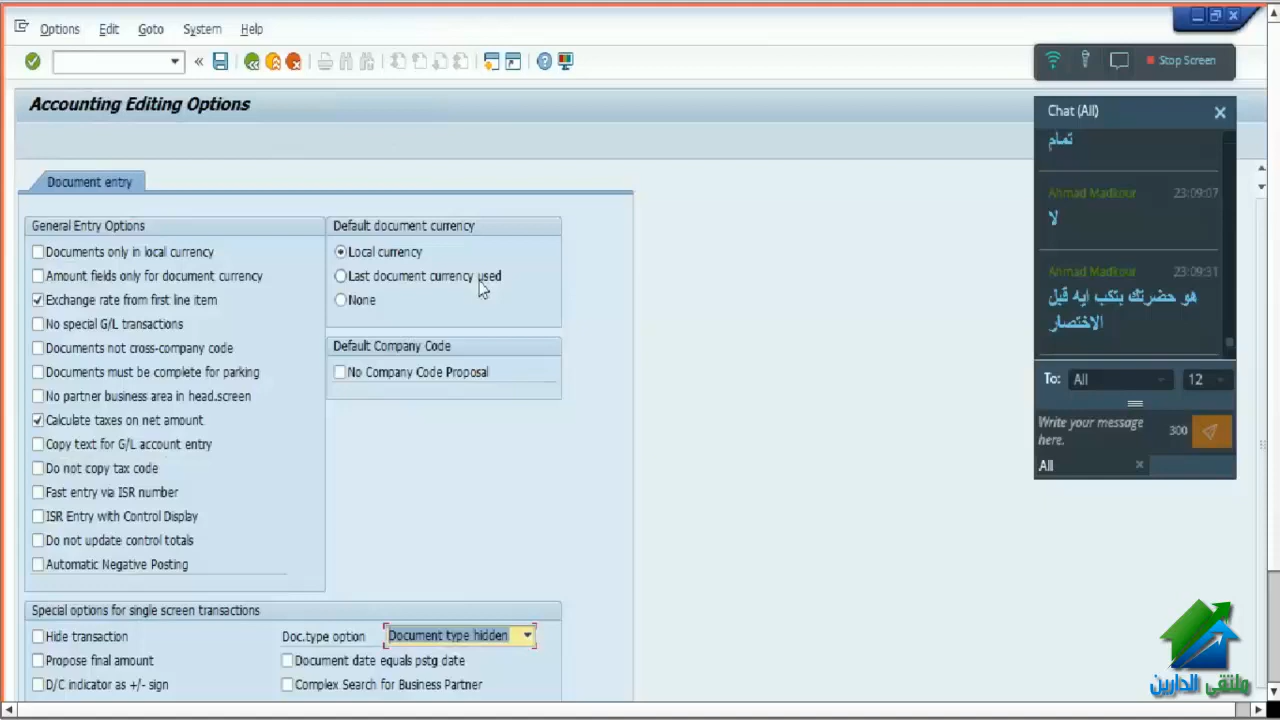 Options Edit Goto System Help
Stop Screen
Accounting Editing Options
Chat (All)
تمام
Ahmad Madkour 23:09:07
لا
Ahmad Madkour 23:09:31
هو حضرتك بتكب ايه قبل
الاختصار
To: All 12
Write your message
here.
300
All
Document entry
General Entry Options
Documents only in local currency
Amount fields only for document currency
Exchange rate from first line item
No special G/L transactions
Documents not cross-company code
Documents must be complete for parking
No partner business area in head.screen
Calculate taxes on net amount
Copy text for G/L account entry
Do not copy tax code
Fast entry via ISR number
ISR Entry with Control Display
Do not update control totals
Automatic Negative Posting
Default document currency
Local currency
Last document currency used
None
Default Company Code
No Company Code Proposal
Special options for single screen transactions
Hide transaction Doc.type option Document type hidden
Propose final amount Document date equals pstg date
D/C indicator as +/- sign Complex Search for Business Partner
ملتقى الدارين